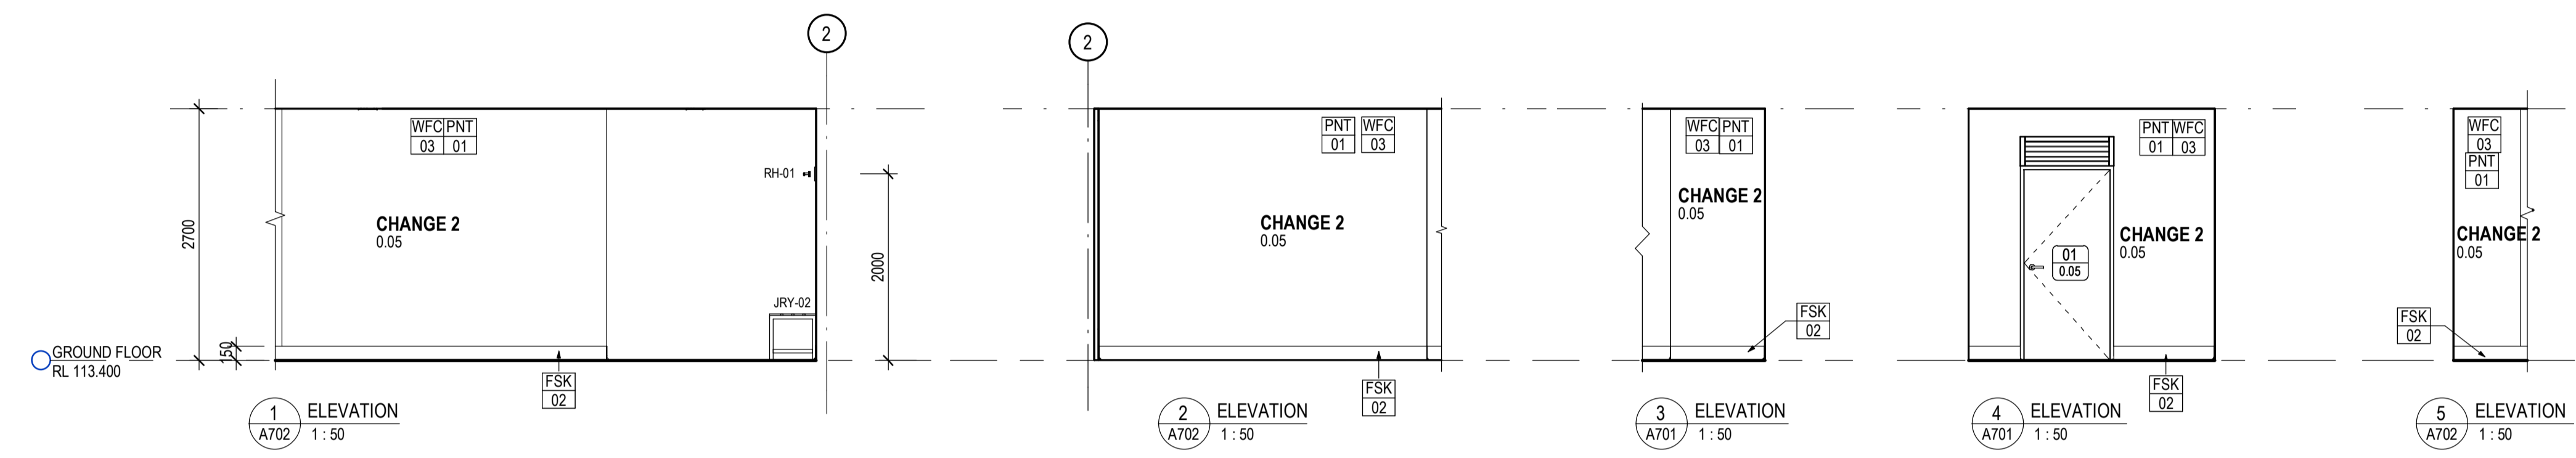 2
2
WFC PNT
03 01
RH-01
CHANGE 2
0.05
2700
2000
JRY-02
150
GROUND FLOOR
RL 113.400
FSK
02
1 ELEVATION
A702 1 : 50
PNT WFC
01 03
CHANGE 2
0.05
FSK
02
2 ELEVATION
A702 1 : 50
WFC PNT
03 01
CHANGE 2
0.05
FSK
02
3 ELEVATION
A701 1 : 50
PNT WFC
01 03
CHANGE 2
0.05
01
0.05
FSK
02
4 ELEVATION
A701 1 : 50
WFC
03
PNT
01
CHANGE 2
0.05
FSK
02
5 ELEVATION
A702 1 : 50